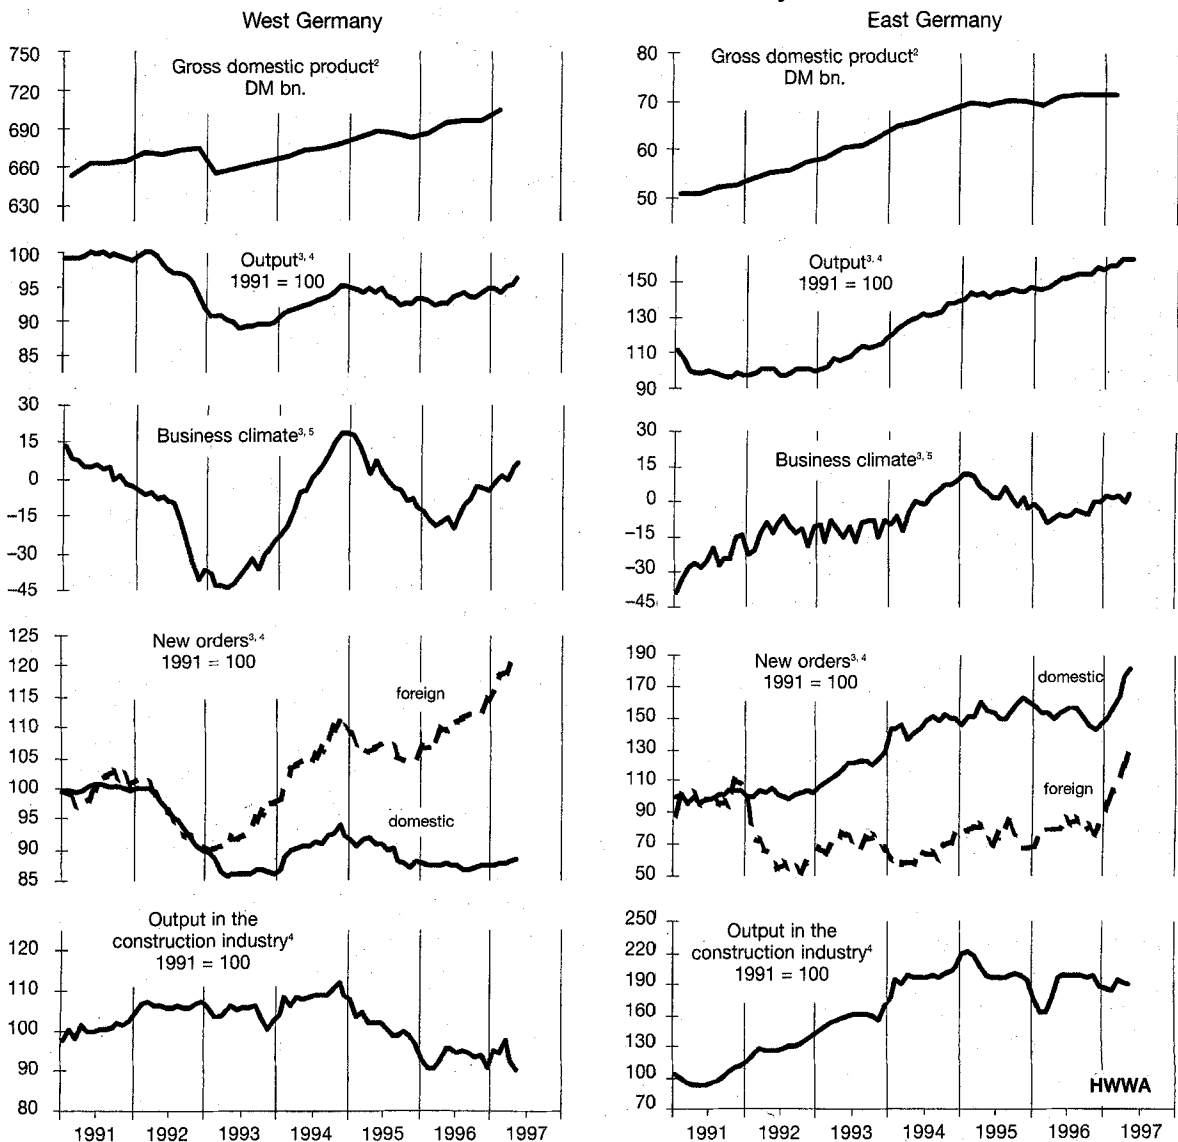 West Germany
750
720
690
660
630
Gross domestic product²
DM bn.
100
95
90
85
Output³,⁴
1991 = 100
30
15
0
–15
–30
–45
Business climate³,⁵
125
120
115
110
105
100
95
90
85
New orders³,⁴
1991 = 100
foreign
domestic
120
110
100
90
80
Output in the
construction industry⁴
1991 = 100
1991 1992 1993 1994 1995 1996 1997
East Germany
80
70
60
50
Gross domestic product²
DM bn.
150
130
110
90
Output³,⁴
1991 = 100
30
15
0
–15
–30
–45
Business climate³,⁵
190
170
150
130
110
90
70
50
New orders³,⁴
1991 = 100
domestic
foreign
250
220
190
160
130
100
70
Output in the
construction industry⁴
1991 = 100
HWWA
1991 1992 1993 1994 1995 1996 1997